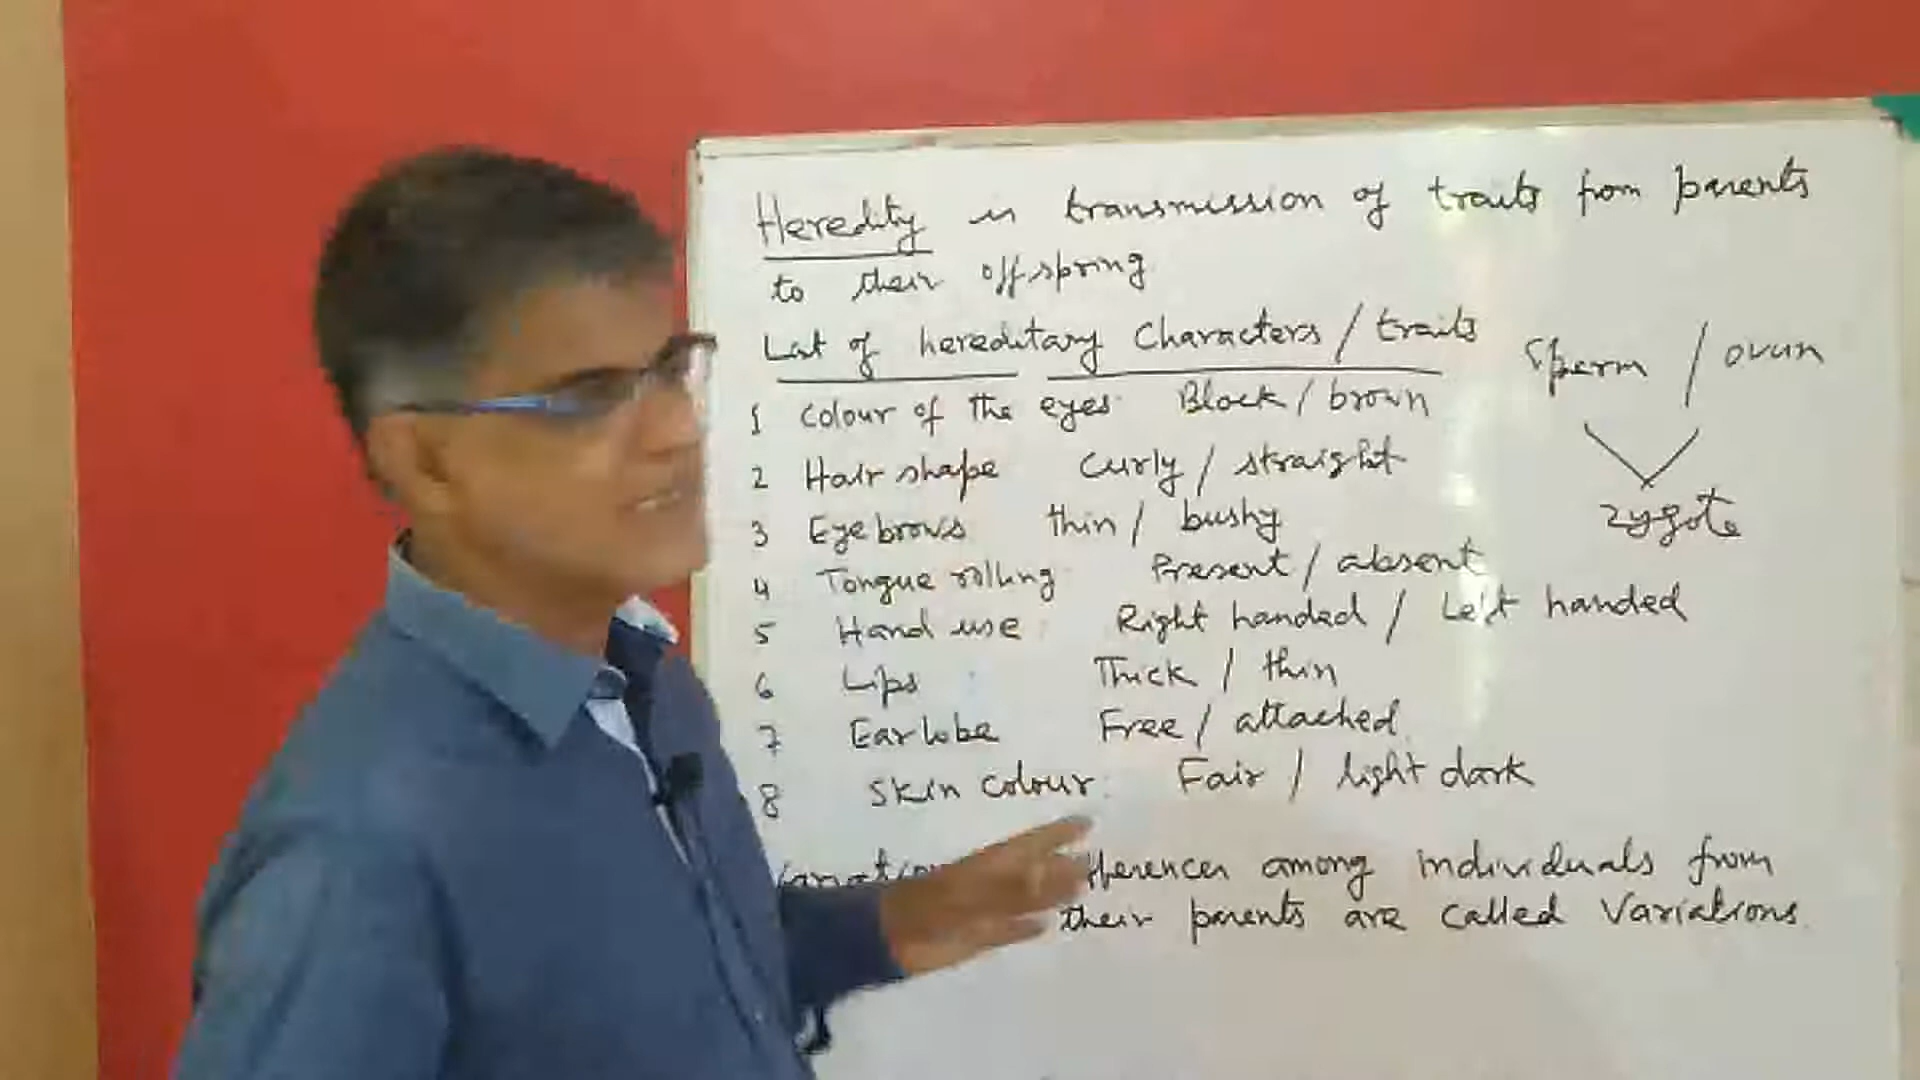 Heredity is transmission of traits from parents
to their offspring
List of hereditary Characters / traits
Sperm / ovum
zygote
1 Colour of the eyes Black / brown
2 Hair shape Curly / straight
3 Eyebrows thin / bushy
4 Tongue rolling Present / absent
5 Hand use : Right handed / Left handed
6 Lips : Thick / thin
7 Earlobe Free / attached
8 Skin colour : Fair / light dark
among individuals from
their parents are called Variations.